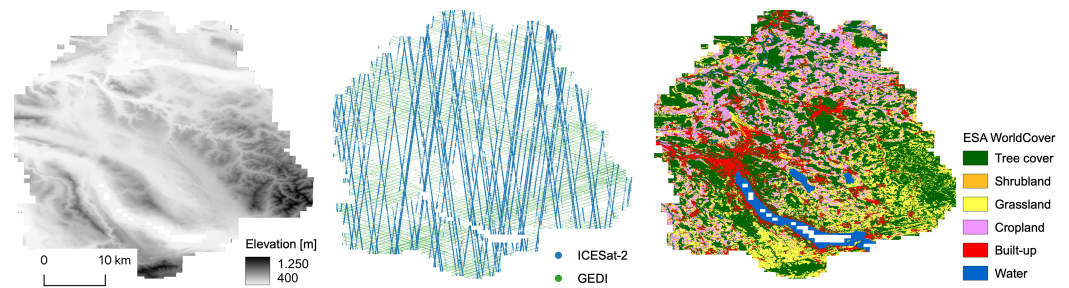 Elevation [m]
1.250
400
0 10 km
ICESat-2
GEDI
ESA WorldCover
Tree cover
Shrubland
Grassland
Cropland
Built-up
Water